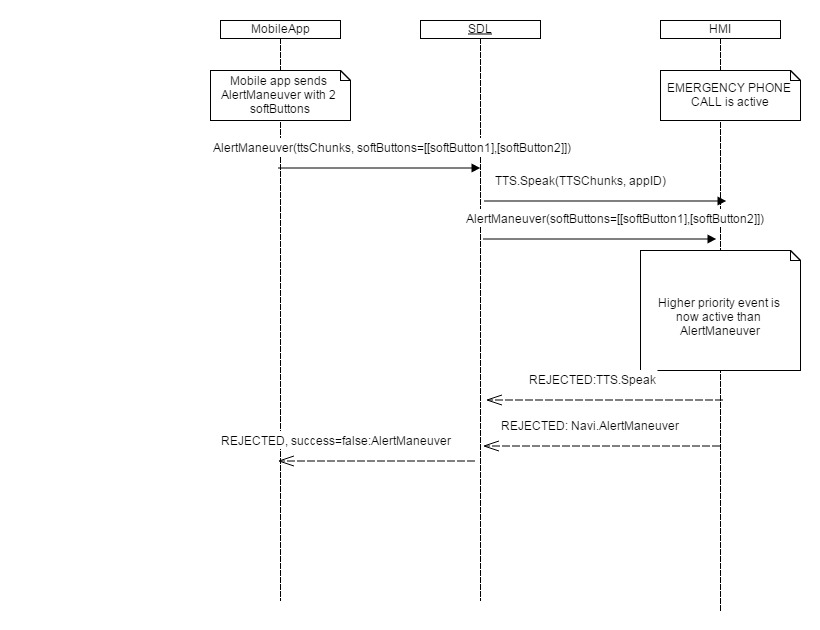 MobileApp
SDL
HMI
Mobile app sends
AlertManeuver with 2
softButtons
EMERGENCY PHONE
CALL is active
AlertManeuver(ttsChunks, softButtons=[[softButton1],[softButton2]])
TTS.Speak(TTSChunks, appID)
AlertManeuver(softButtons=[[softButton1],[softButton2]])
Higher priority event is
now active than
AlertManeuver
REJECTED:TTS.Speak
REJECTED: Navi.AlertManeuver
REJECTED, success=false:AlertManeuver